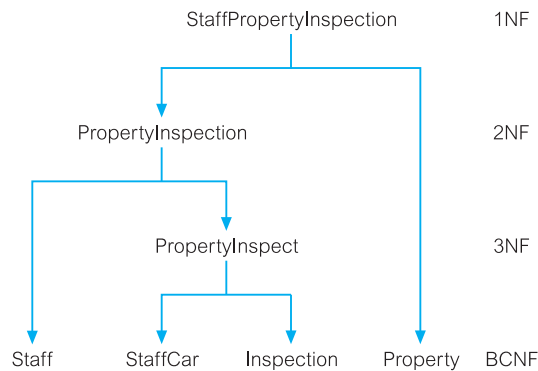 StaffPropertyInspection 1NF
PropertyInspection 2NF
PropertyInspect 3NF
Staff StaffCar Inspection Property BCNF